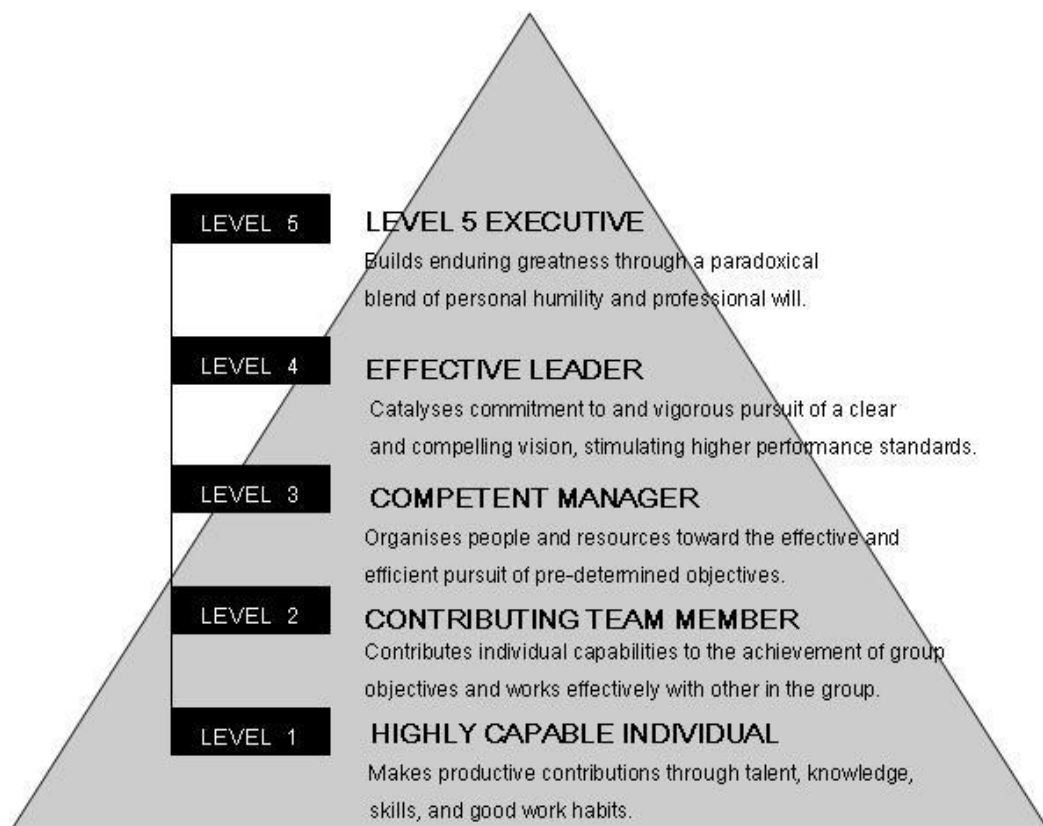 LEVEL 5
LEVEL 5 EXECUTIVE
Builds enduring greatness through a paradoxical
blend of personal humility and professional will.
LEVEL 4
EFFECTIVE LEADER
Catalyses commitment to and vigorous pursuit of a clear
and compelling vision, stimulating higher performance standards.
LEVEL 3
COMPETENT MANAGER
Organises people and resources toward the effective and
efficient pursuit of pre-determined objectives.
LEVEL 2
CONTRIBUTING TEAM MEMBER
Contributes individual capabilities to the achievement of group
objectives and works effectively with other in the group.
LEVEL 1
HIGHLY CAPABLE INDIVIDUAL
Makes productive contributions through talent, knowledge,
skills, and good work habits.